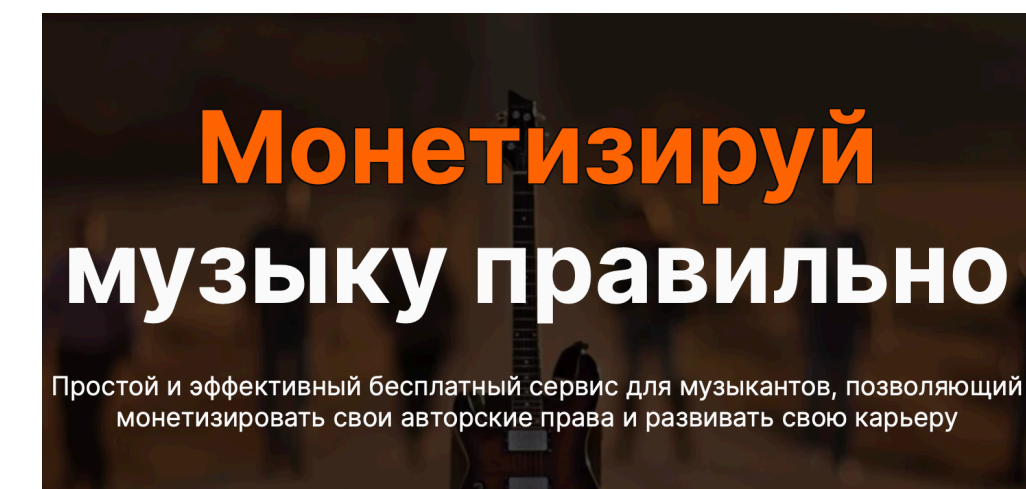 Монетизируй
музыку правильно
Простой и эффективный бесплатный сервис для музыкантов, позволяющий
монетизировать свои авторские права и развивать свою карьеру